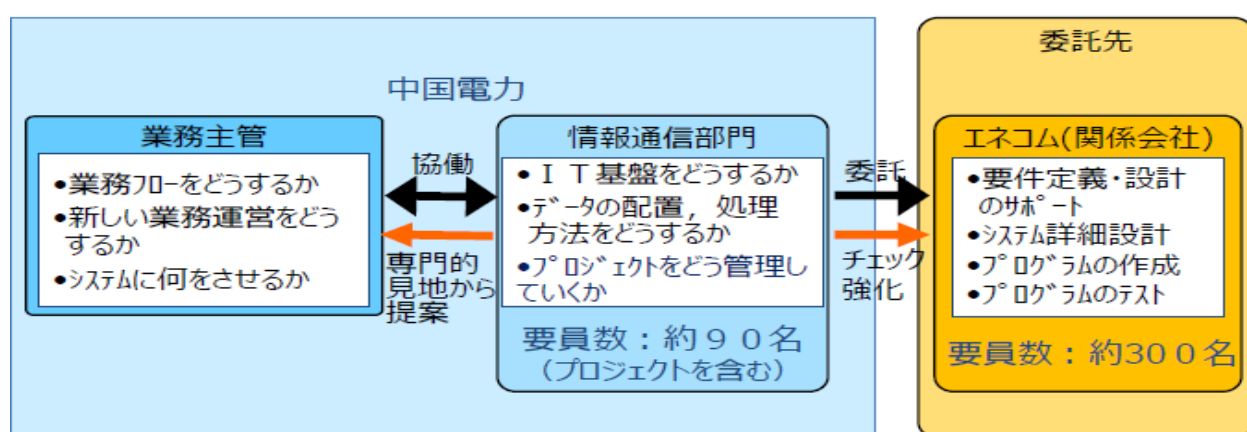 委託先
中国電力
業務主管
•業務ﾌﾛｰをどうするか
•新しい業務運営をどう
するか
•ｼｽﾃﾑに何をさせるか
協働
専門的
見地から
提案
情報通信部門
•ＩＴ基盤をどうするか
•ﾃﾞｰﾀの配置，処理
方法をどうするか
•ﾌﾟﾛｼﾞｪｸﾄをどう管理し
ていくか
要員数：約９０名
（プロジェクトを含む）
委託
チェック
強化
エネコム(関係会社)
•要件定義･設計
のｻﾎﾟｰﾄ
•ｼｽﾃﾑ詳細設計
•ﾌﾟﾛｸﾞﾗﾑの作成
•ﾌﾟﾛｸﾞﾗﾑのﾃｽﾄ
要員数：約300名